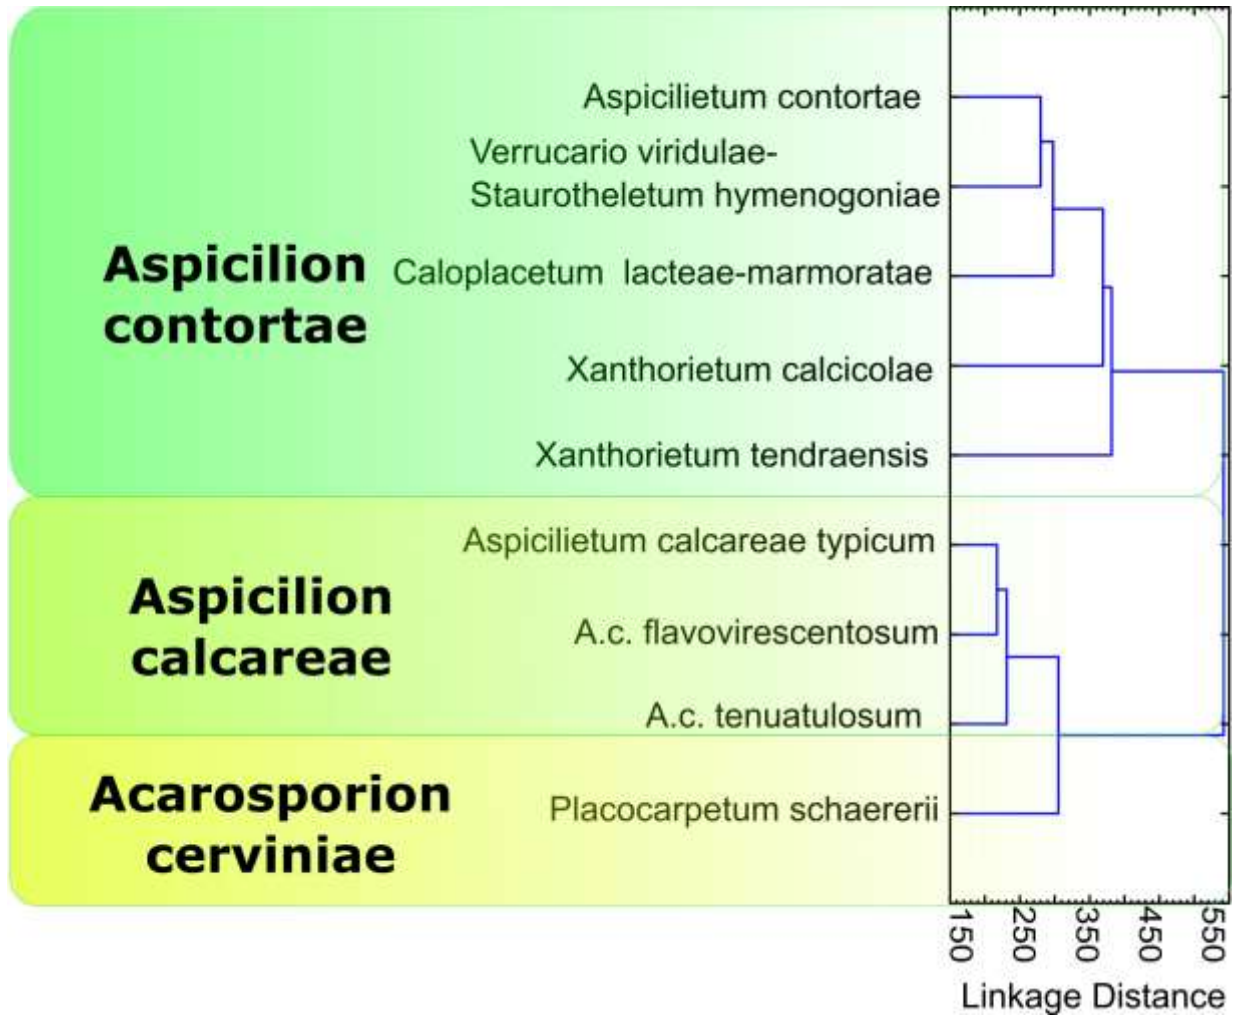 Aspicilietum contortae
Verrucario viridulae-
Staurotheletum hymenogoniae
Aspicilion
contortae
Caloplacetum lacteae-marmoratae
Xanthorietum calcicolae
Xanthorietum tendraensis
Aspicilietum calcareae typicum
Aspicilion
calcareae
A.c. flavovirescentosum
A.c. tenuatulosum
Acarosporion
cerviniae
Placocarpetum schaererii
150 250 350 450 550
Linkage Distance